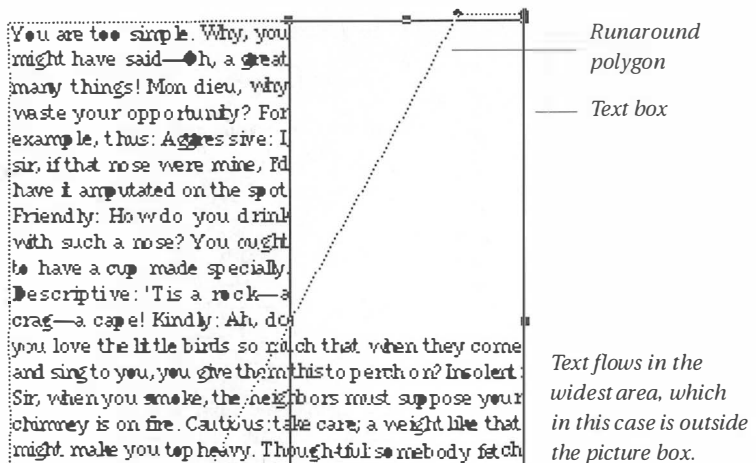 You are too simple. Why, you
might have said—Oh, a great
many things! Mon dieu, why
waste your opportunity? For
example, thus: Aggressive: I,
sir, if that nose were mine, I'd
have it amputated on the spot
Friendly: How do you drink
with such a nose? You ought
to have a cup made specially.
Descriptive: 'Tis a rock—a
crag—a cape! Kindly: Ah, do
you love the little birds so much that when they come
and sing to you, you give them this to perch on? Insolent:
Sir, when you smoke, the neighbors must suppose your
chimney is on fire. Cautious: take care; a weight like that
might make you topheavy. Though-tful: somebody fetch
Runaround
polygon
Text box
Text flows in the
widest area, which
in this case is outside
the picture box.